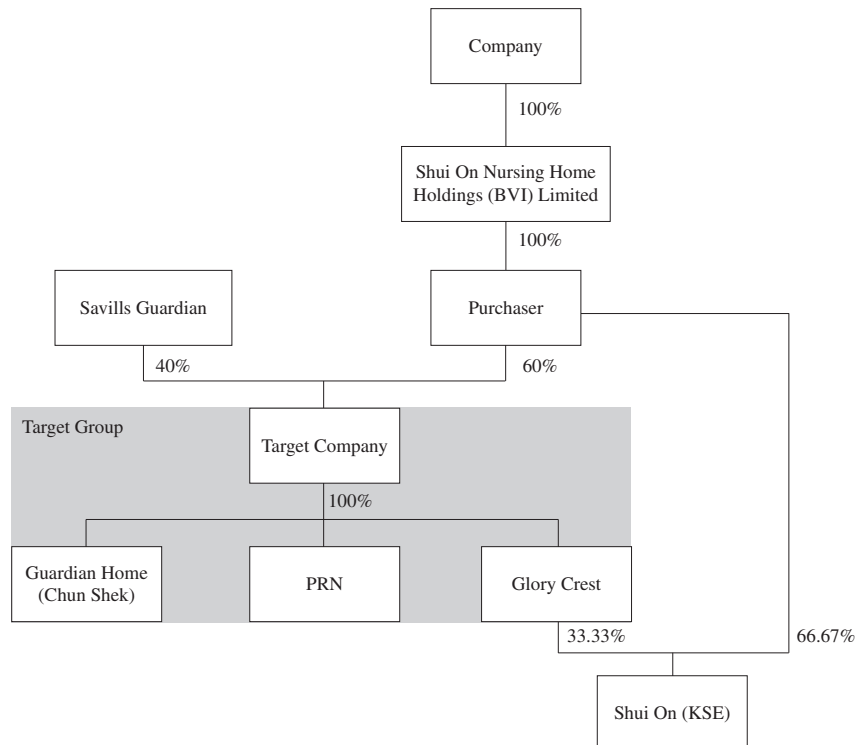 Company
100%
Shui On Nursing Home
Holdings (BVI) Limited
100%
Savills Guardian
Purchaser
40%
60%
Target Group
Target Company
100%
Guardian Home
(Chun Shek)
PRN
Glory Crest
33.33%
66.67%
Shui On (KSE)